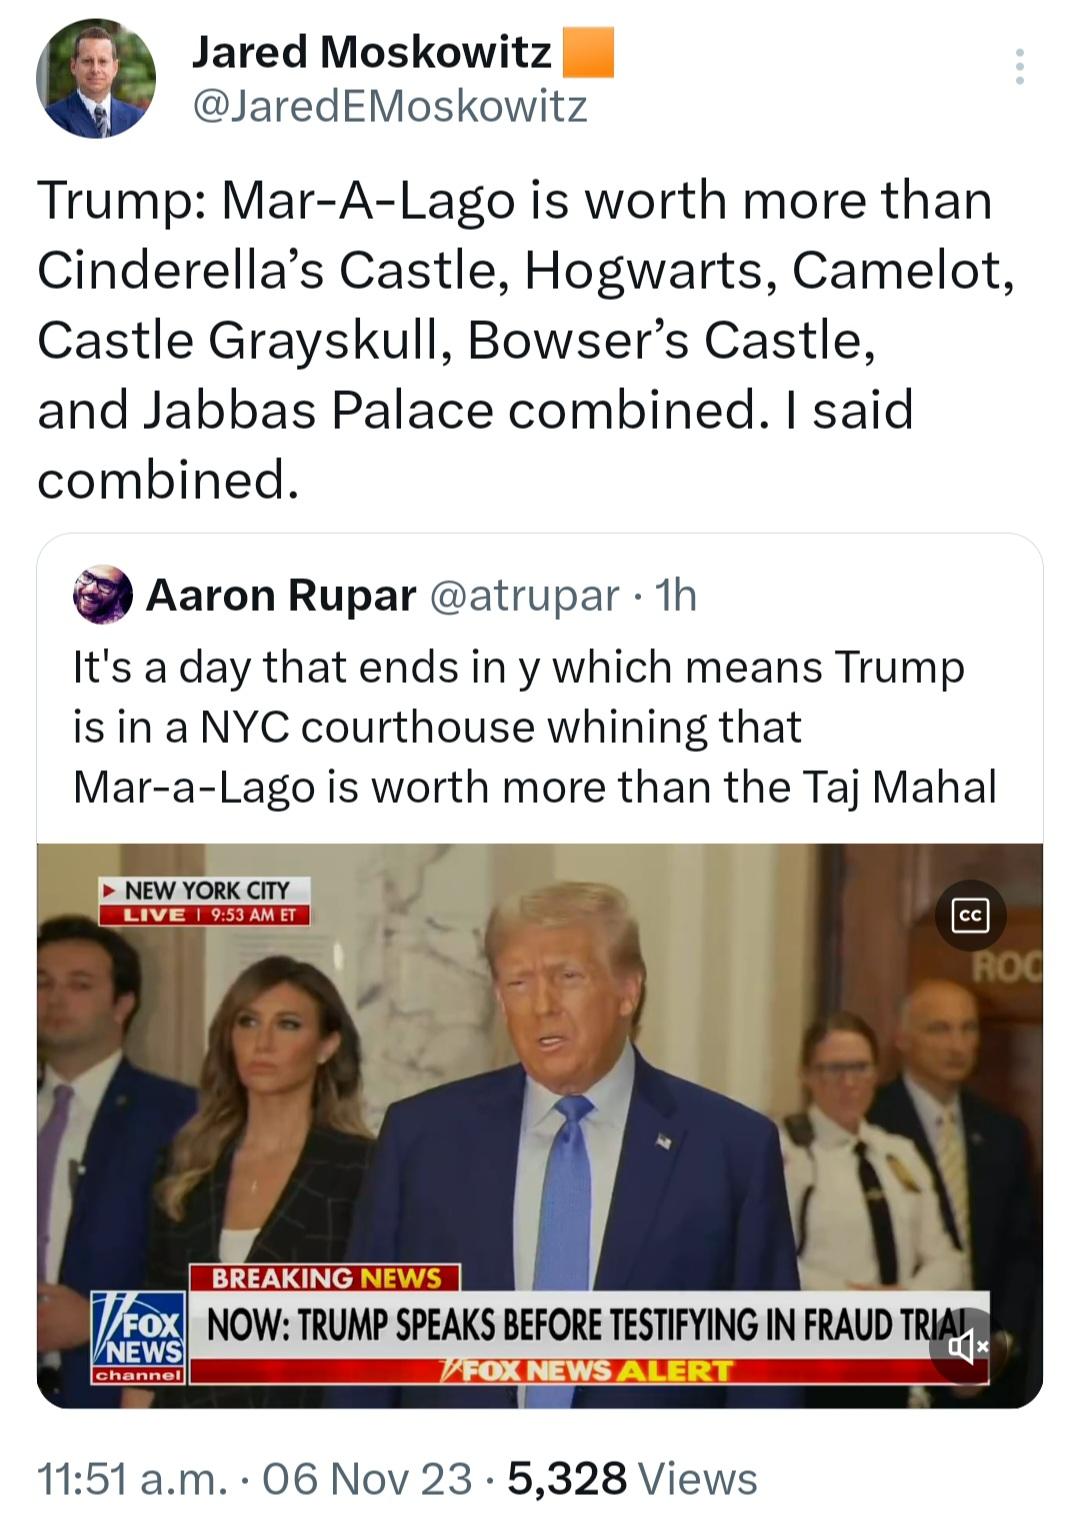 Jared Moskowitz 🟧
@JaredEMoskowitz
Trump: Mar-A-Lago is worth more than
Cinderella’s Castle, Hogwarts, Camelot,
Castle Grayskull, Bowser’s Castle,
and Jabbas Palace combined. I said
combined.
Aaron Rupar @atrupar · 1h
It's a day that ends in y which means Trump
is in a NYC courthouse whining that
Mar-a-Lago is worth more than the Taj Mahal
NEW YORK CITY
LIVE | 9:53 AM ET
CC
ROO
BREAKING NEWS
NOW: TRUMP SPEAKS BEFORE TESTIFYING IN FRAUD TRIAL
FOX
NEWS
channel
FOX NEWS ALERT
11:51 a.m. · 06 Nov 23 · 5,328 Views